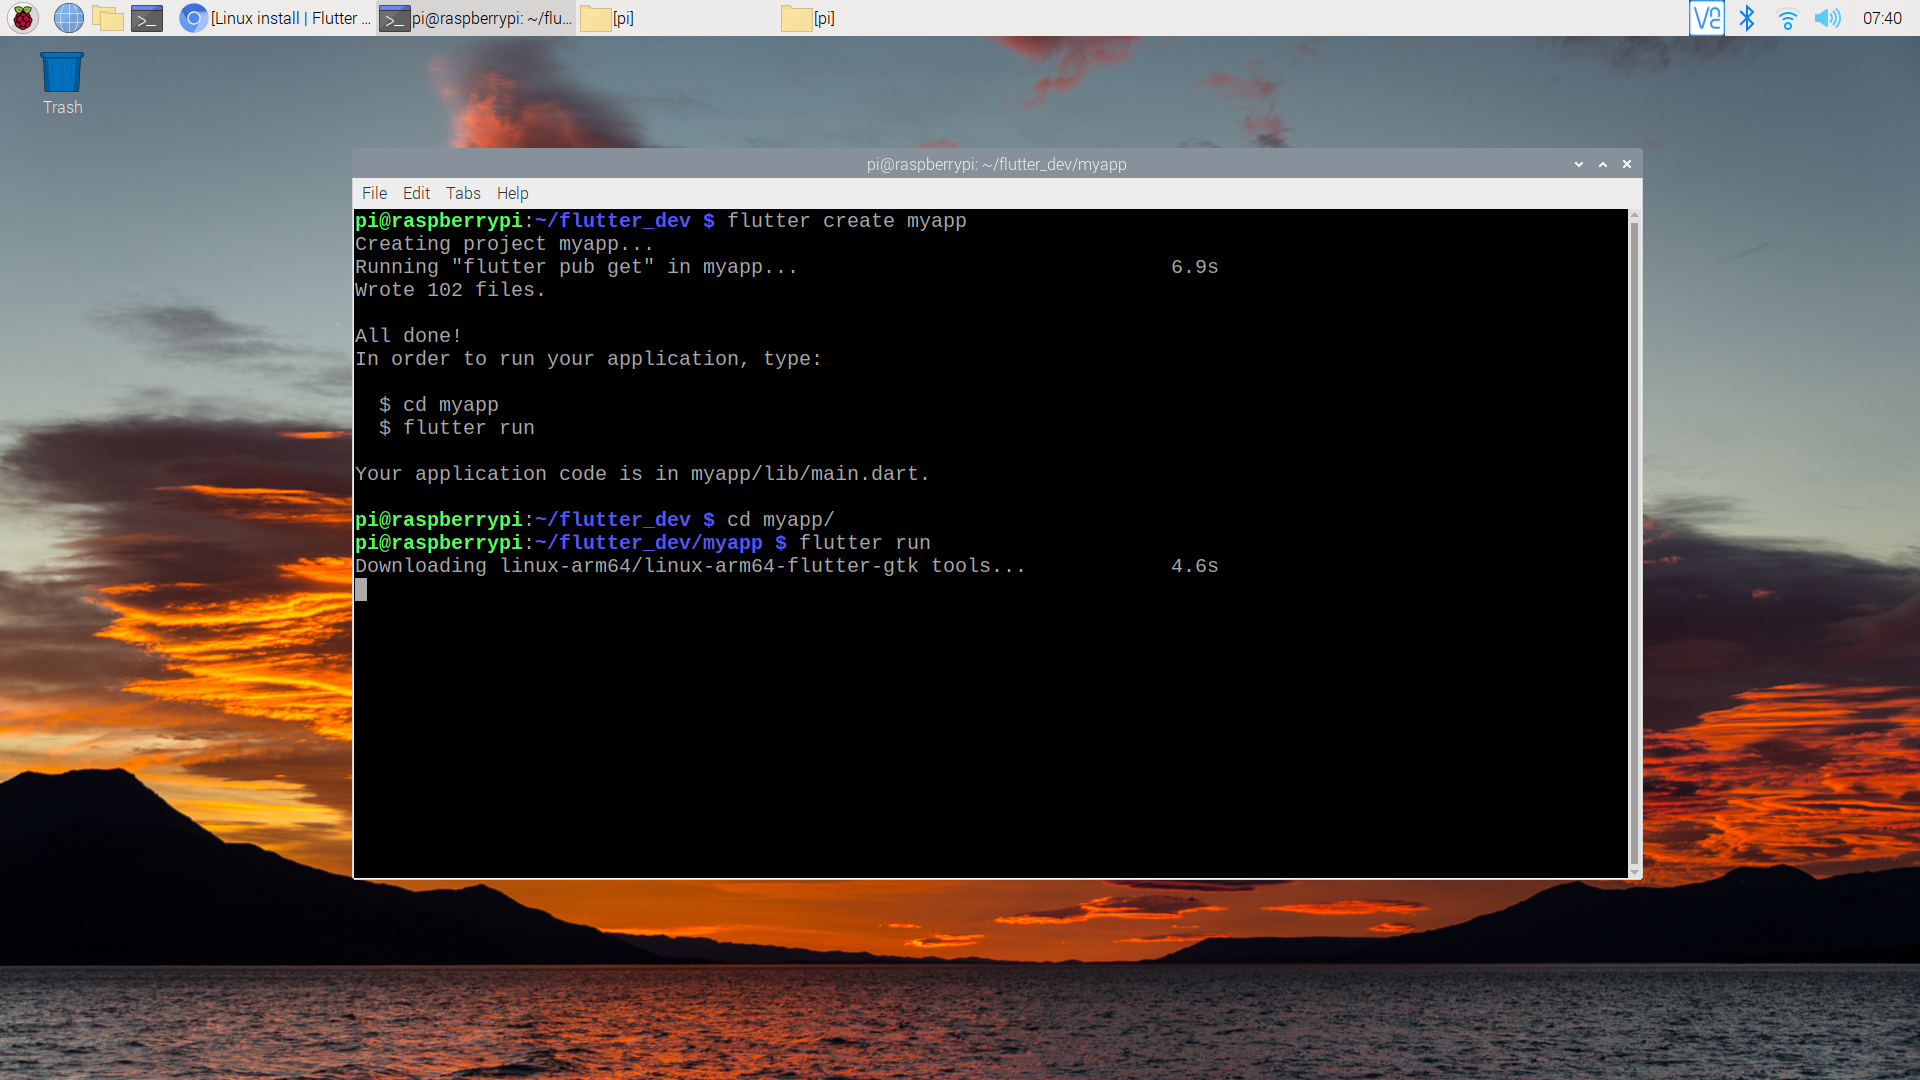 [Linux install | Flutter ...
pi@raspberrypi: ~/flu...
[pi]
[pi]
07:40
Trash
pi@raspberrypi: ~/flutter_dev/myapp
File Edit Tabs Help
pi@raspberrypi:~/flutter_dev $ flutter create myapp
Creating project myapp...
Running "flutter pub get" in myapp... 6.9s
Wrote 102 files.
All done!
In order to run your application, type:
$ cd myapp
$ flutter run
Your application code is in myapp/lib/main.dart.
pi@raspberrypi:~/flutter_dev $ cd myapp/
pi@raspberrypi:~/flutter_dev/myapp $ flutter run
Downloading linux-arm64/linux-arm64-flutter-gtk tools... 4.6s